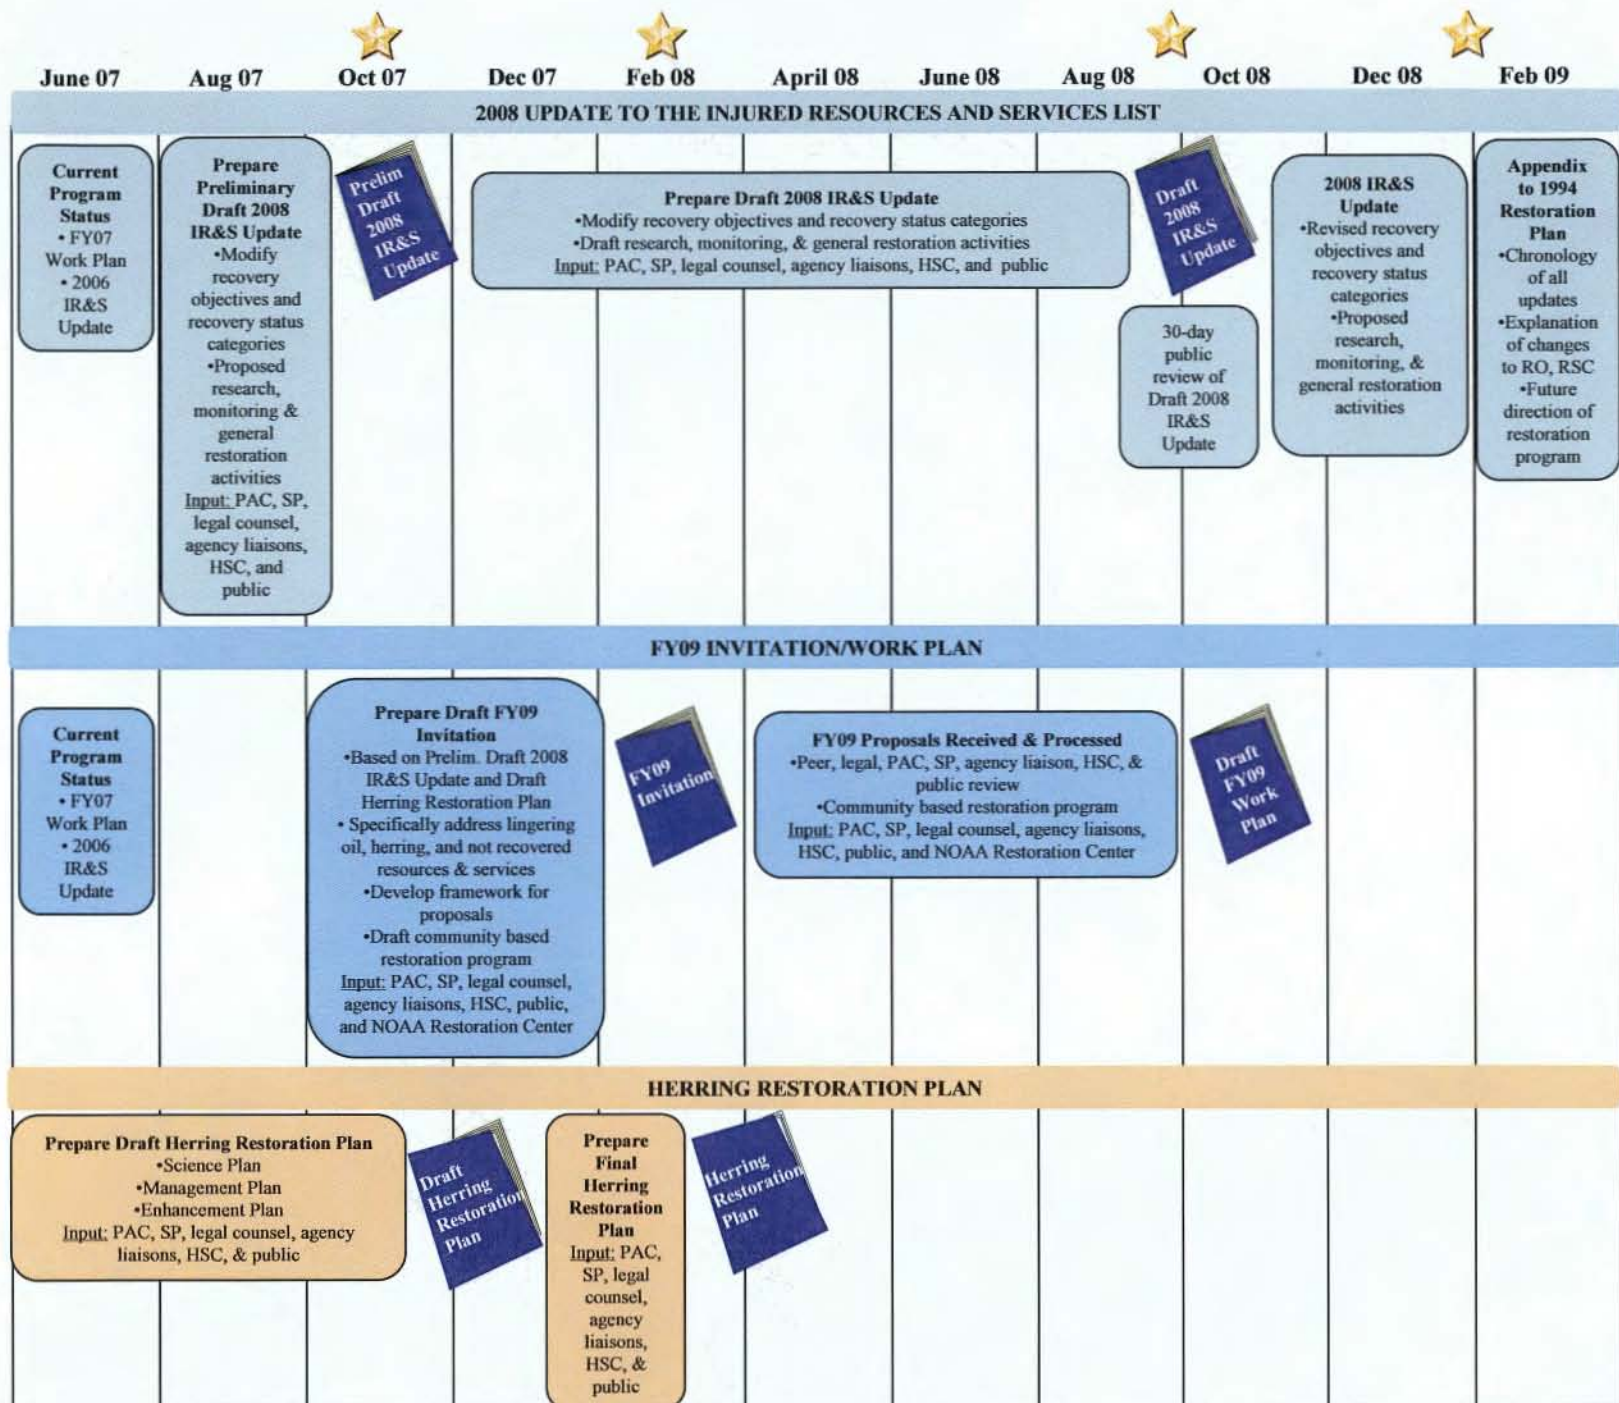 June 07 Aug 07 Oct 07 Dec 07 Feb 08 April 08 June 08 Aug 08 Oct 08 Dec 08 Feb 09
2008 UPDATE TO THE INJURED RESOURCES AND SERVICES LIST
Current
Program
Status
• FY07
Work Plan
• 2006
IR&S
Update
Prepare
Preliminary
Draft 2008
IR&S Update
•Modify
recovery
objectives and
recovery status
categories
•Proposed
research,
monitoring &
general
restoration
activities
Input: PAC, SP,
legal counsel,
agency liaisons,
HSC, and
public
Prelim
Draft
2008
IR&S
Update
Prepare Draft 2008 IR&S Update
•Modify recovery objectives and recovery status categories
•Draft research, monitoring, & general restoration activities
Input: PAC, SP, legal counsel, agency liaisons, HSC, and public
Draft
2008
IR&S
Update
30-day
public
review of
Draft 2008
IR&S
Update
2008 IR&S
Update
•Revised recovery
objectives and
recovery status
categories
•Proposed
research,
monitoring, &
general restoration
activities
Appendix
to 1994
Restoration
Plan
•Chronology
of all
updates
•Explanation
of changes
to RO, RSC
•Future
direction of
restoration
program
FY09 INVITATION/WORK PLAN
Current
Program
Status
• FY07
Work Plan
• 2006
IR&S
Update
Prepare Draft FY09
Invitation
•Based on Prelim. Draft 2008
IR&S Update and Draft
Herring Restoration Plan
• Specifically address lingering
oil, herring, and not recovered
resources & services
•Develop framework for
proposals
•Draft community based
restoration program
Input: PAC, SP, legal counsel,
agency liaisons, HSC, public,
and NOAA Restoration Center
FY09
Invitation
FY09 Proposals Received & Processed
•Peer, legal, PAC, SP, agency liaison, HSC, &
public review
•Community based restoration program
Input: PAC, SP, legal counsel, agency liaisons,
HSC, public, and NOAA Restoration Center
Draft
FY09
Work
Plan
HERRING RESTORATION PLAN
Prepare Draft Herring Restoration Plan
•Science Plan
•Management Plan
•Enhancement Plan
Input: PAC, SP, legal counsel, agency
liaisons, HSC, & public
Draft
Herring
Restoration
Plan
Prepare
Final
Herring
Restoration
Plan
Input: PAC,
SP, legal
counsel,
agency
liaisons,
HSC, &
public
Herring
Restoration
Plan